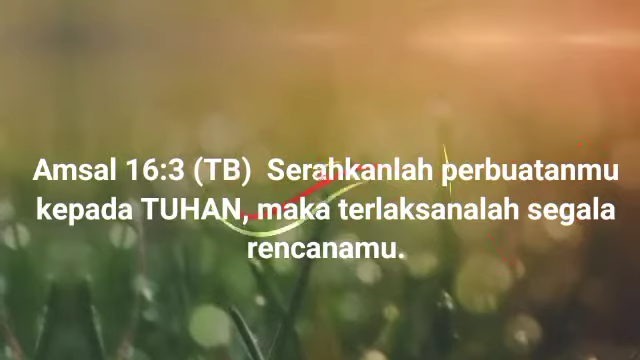 Amsal 16:3 (TB)  Serahkanlah perbuatanmu
kepada TUHAN, maka terlaksanalah segala
rencanamu.